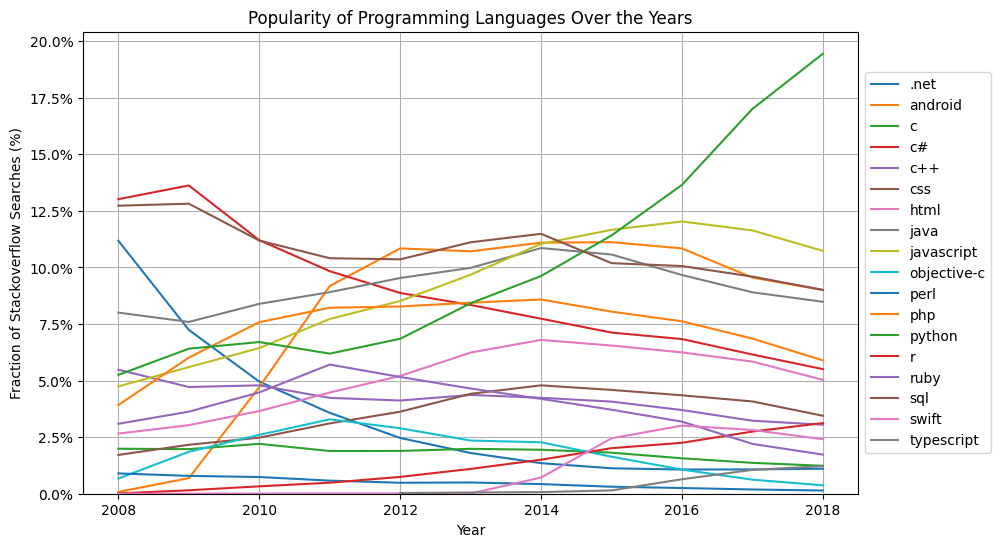 Popularity of Programming Languages Over the Years
Fraction of Stackoverflow Searches (%)
20.0%
17.5%
15.0%
12.5%
10.0%
7.5%
5.0%
2.5%
0.0%
2008
2010
2012
2014
2016
2018
Year
.net
android
c
c#
c++
css
html
java
javascript
objective-c
perl
php
python
r
ruby
sql
swift
typescript